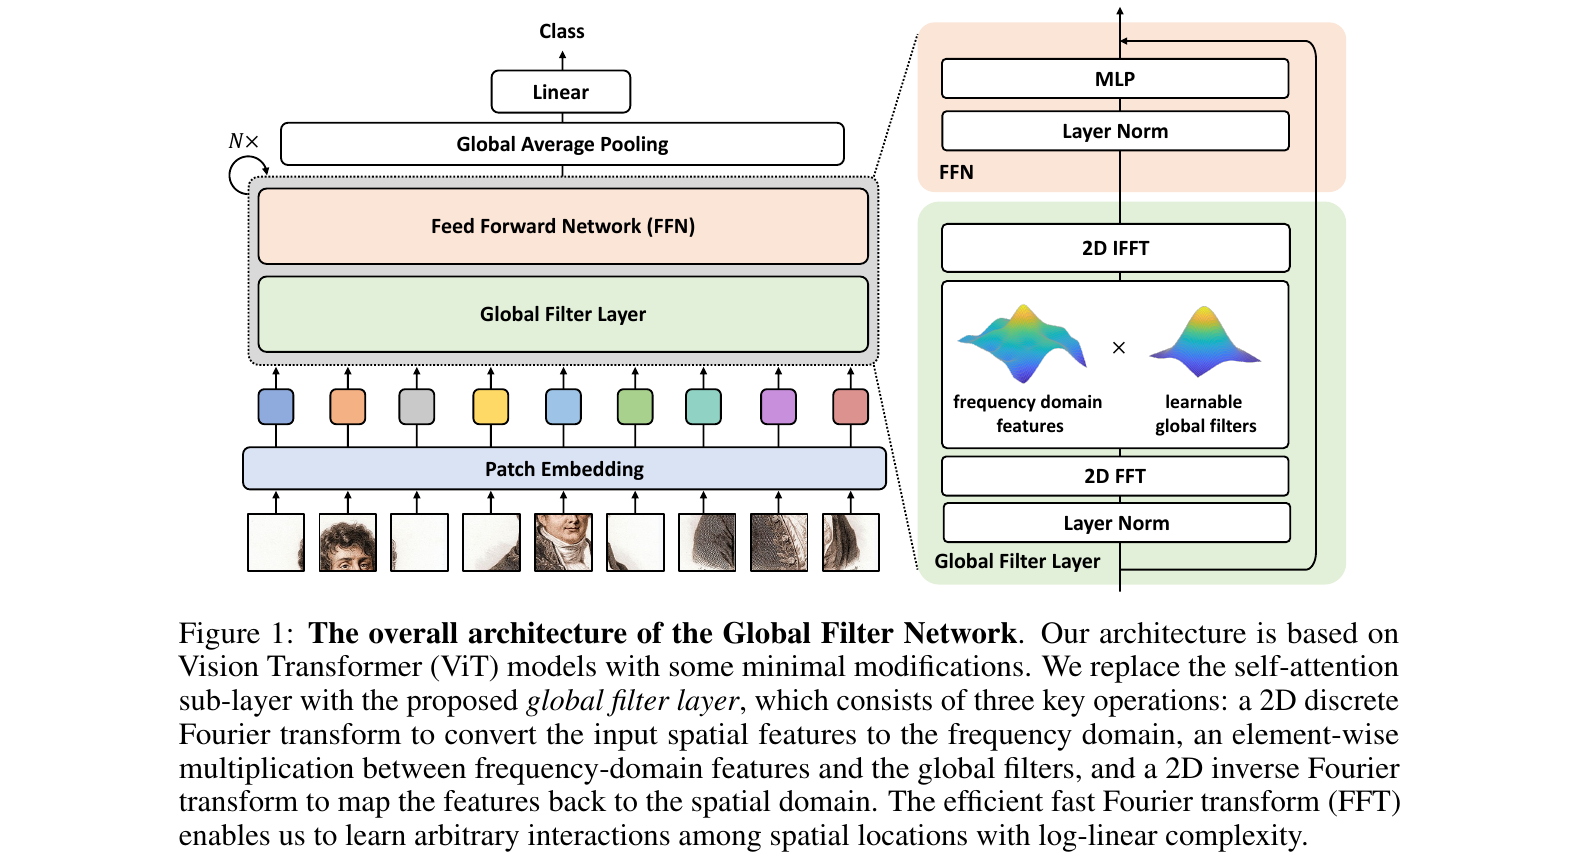 Class
Linear
Global Average Pooling
N×
Feed Forward Network (FFN)
Global Filter Layer
Patch Embedding
MLP
Layer Norm
FFN
2D IFFT
×
frequency domain
features
learnable
global filters
2D FFT
Layer Norm
Global Filter Layer
Figure 1: The overall architecture of the Global Filter Network. Our architecture is based on
Vision Transformer (ViT) models with some minimal modifications. We replace the self-attention
sub-layer with the proposed global filter layer, which consists of three key operations: a 2D discrete
Fourier transform to convert the input spatial features to the frequency domain, an element-wise
multiplication between frequency-domain features and the global filters, and a 2D inverse Fourier
transform to map the features back to the spatial domain. The efficient fast Fourier transform (FFT)
enables us to learn arbitrary interactions among spatial locations with log-linear complexity.